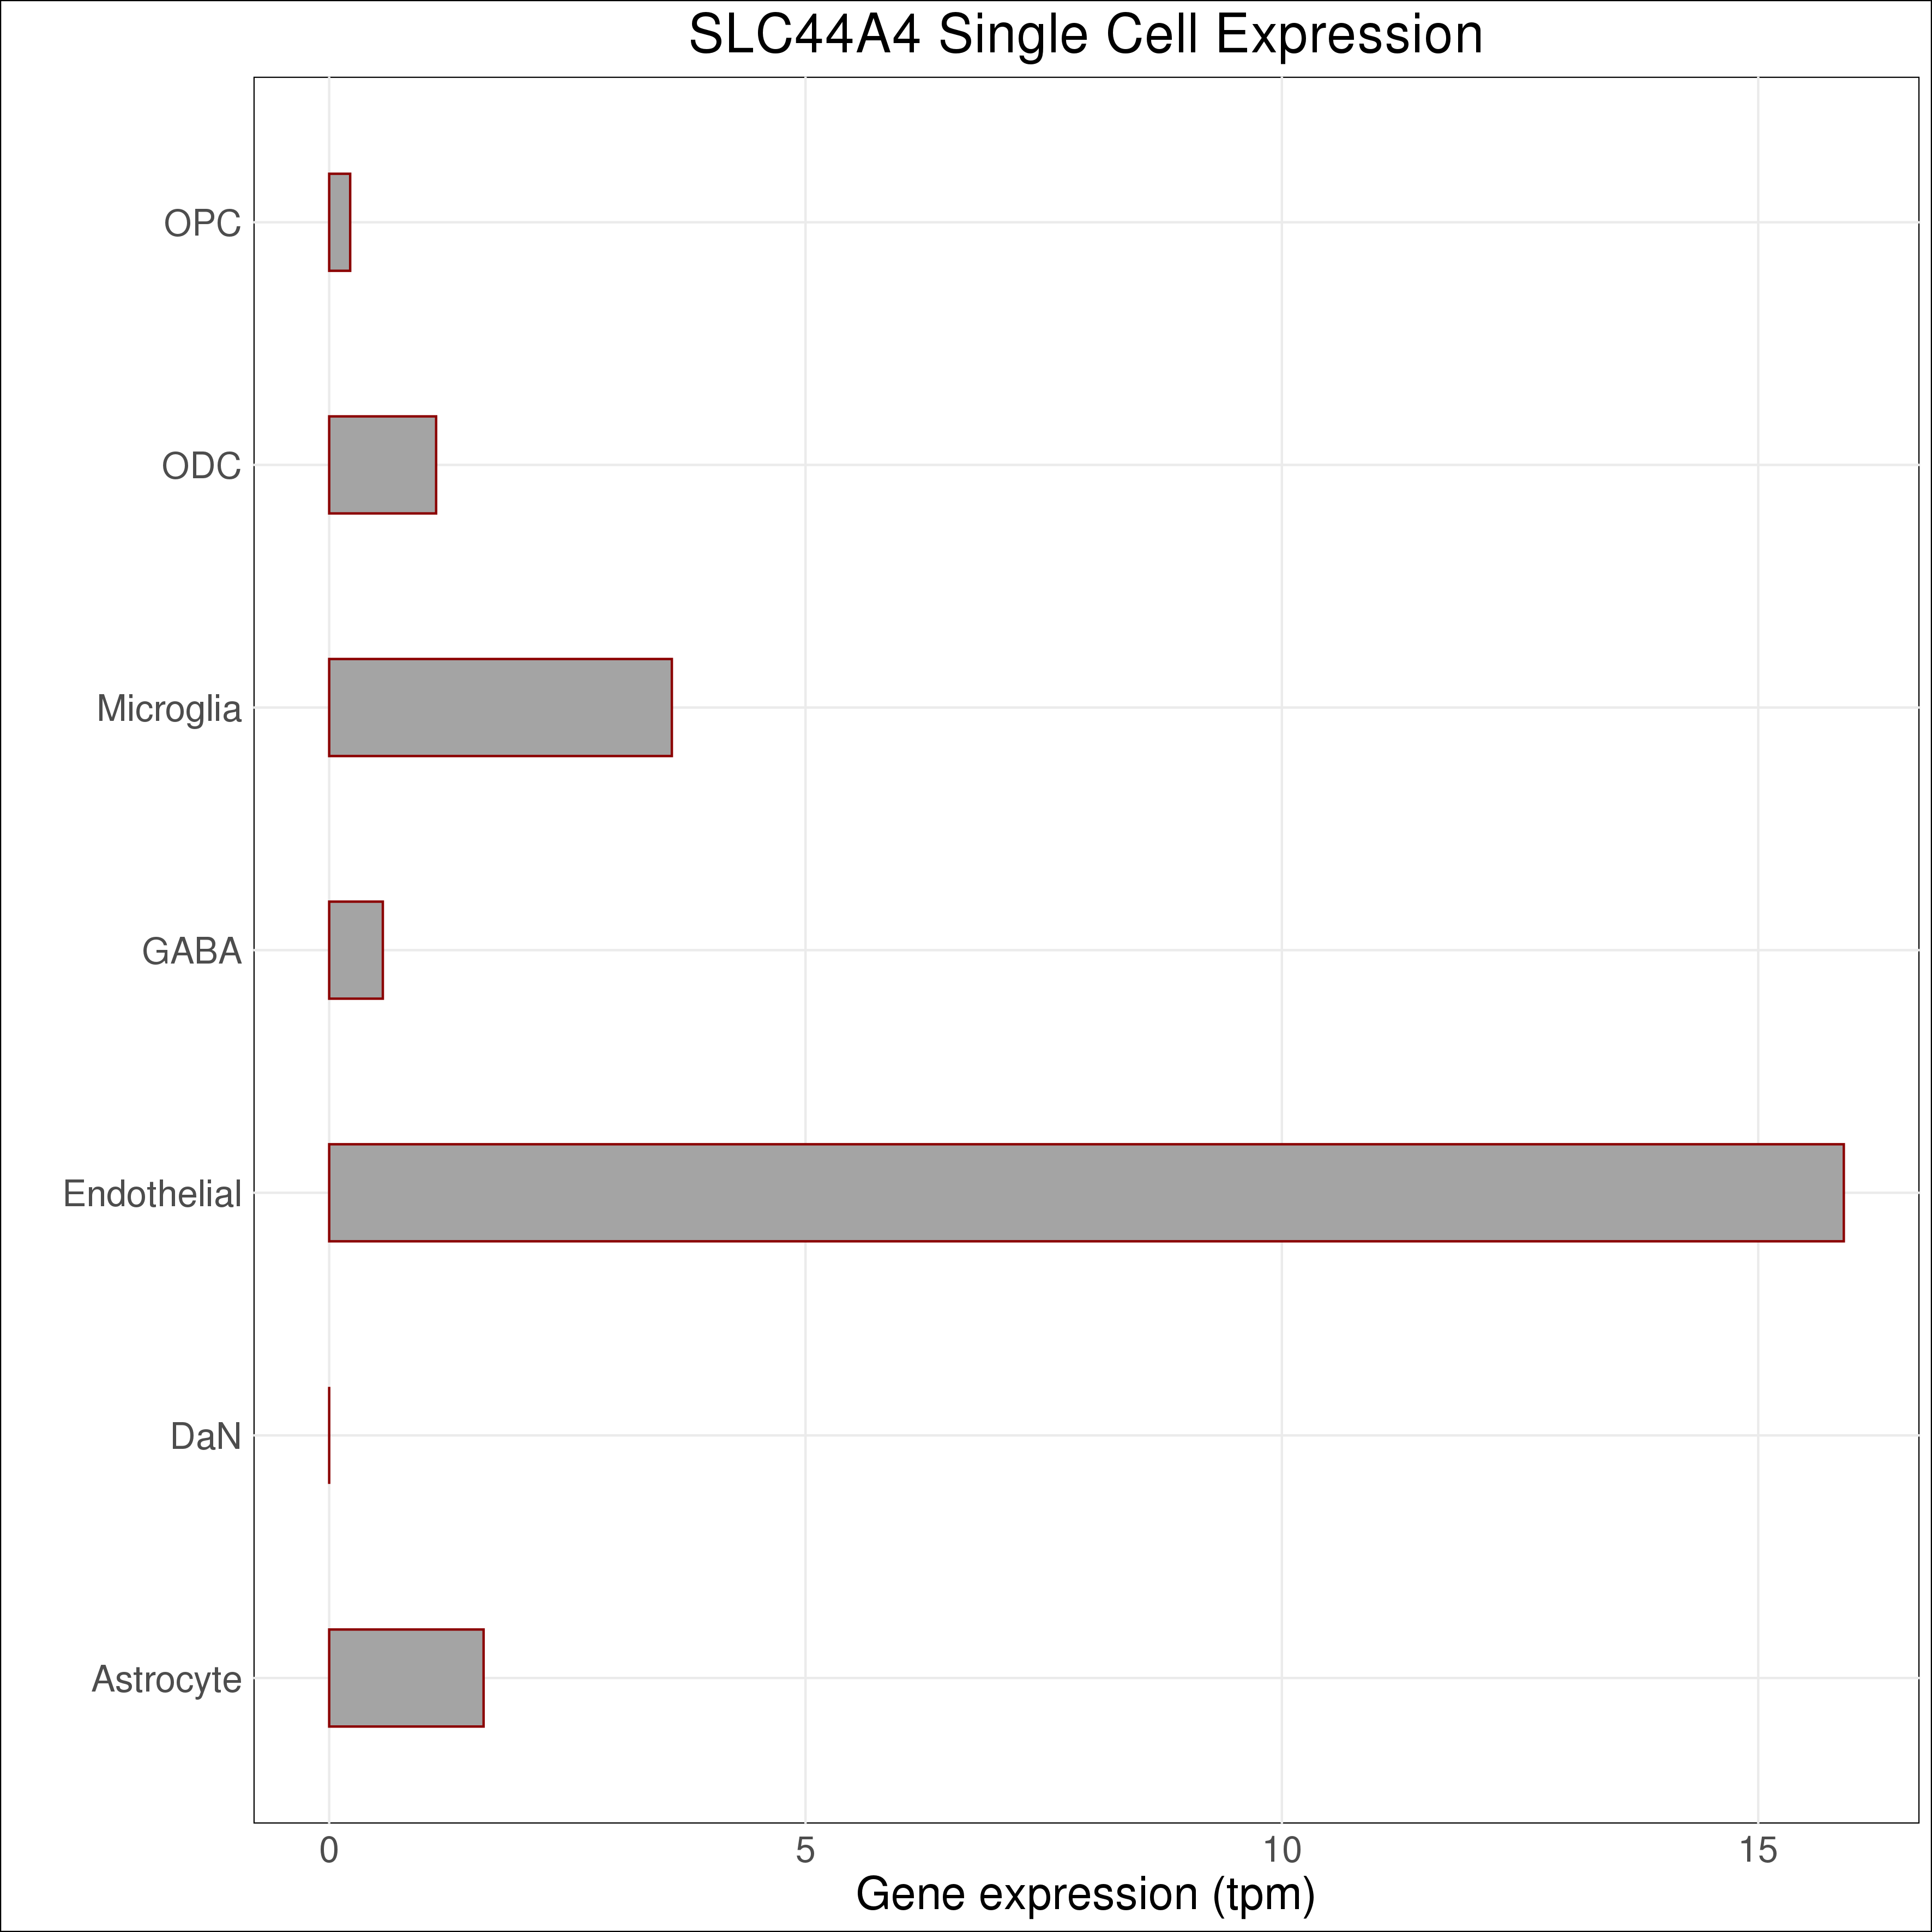 SLC44A4 Single Cell Expression
OPC
ODC
Microglia
GABA
Endothelial
DaN
Astrocyte
0 5 10 15
Gene expression (tpm)